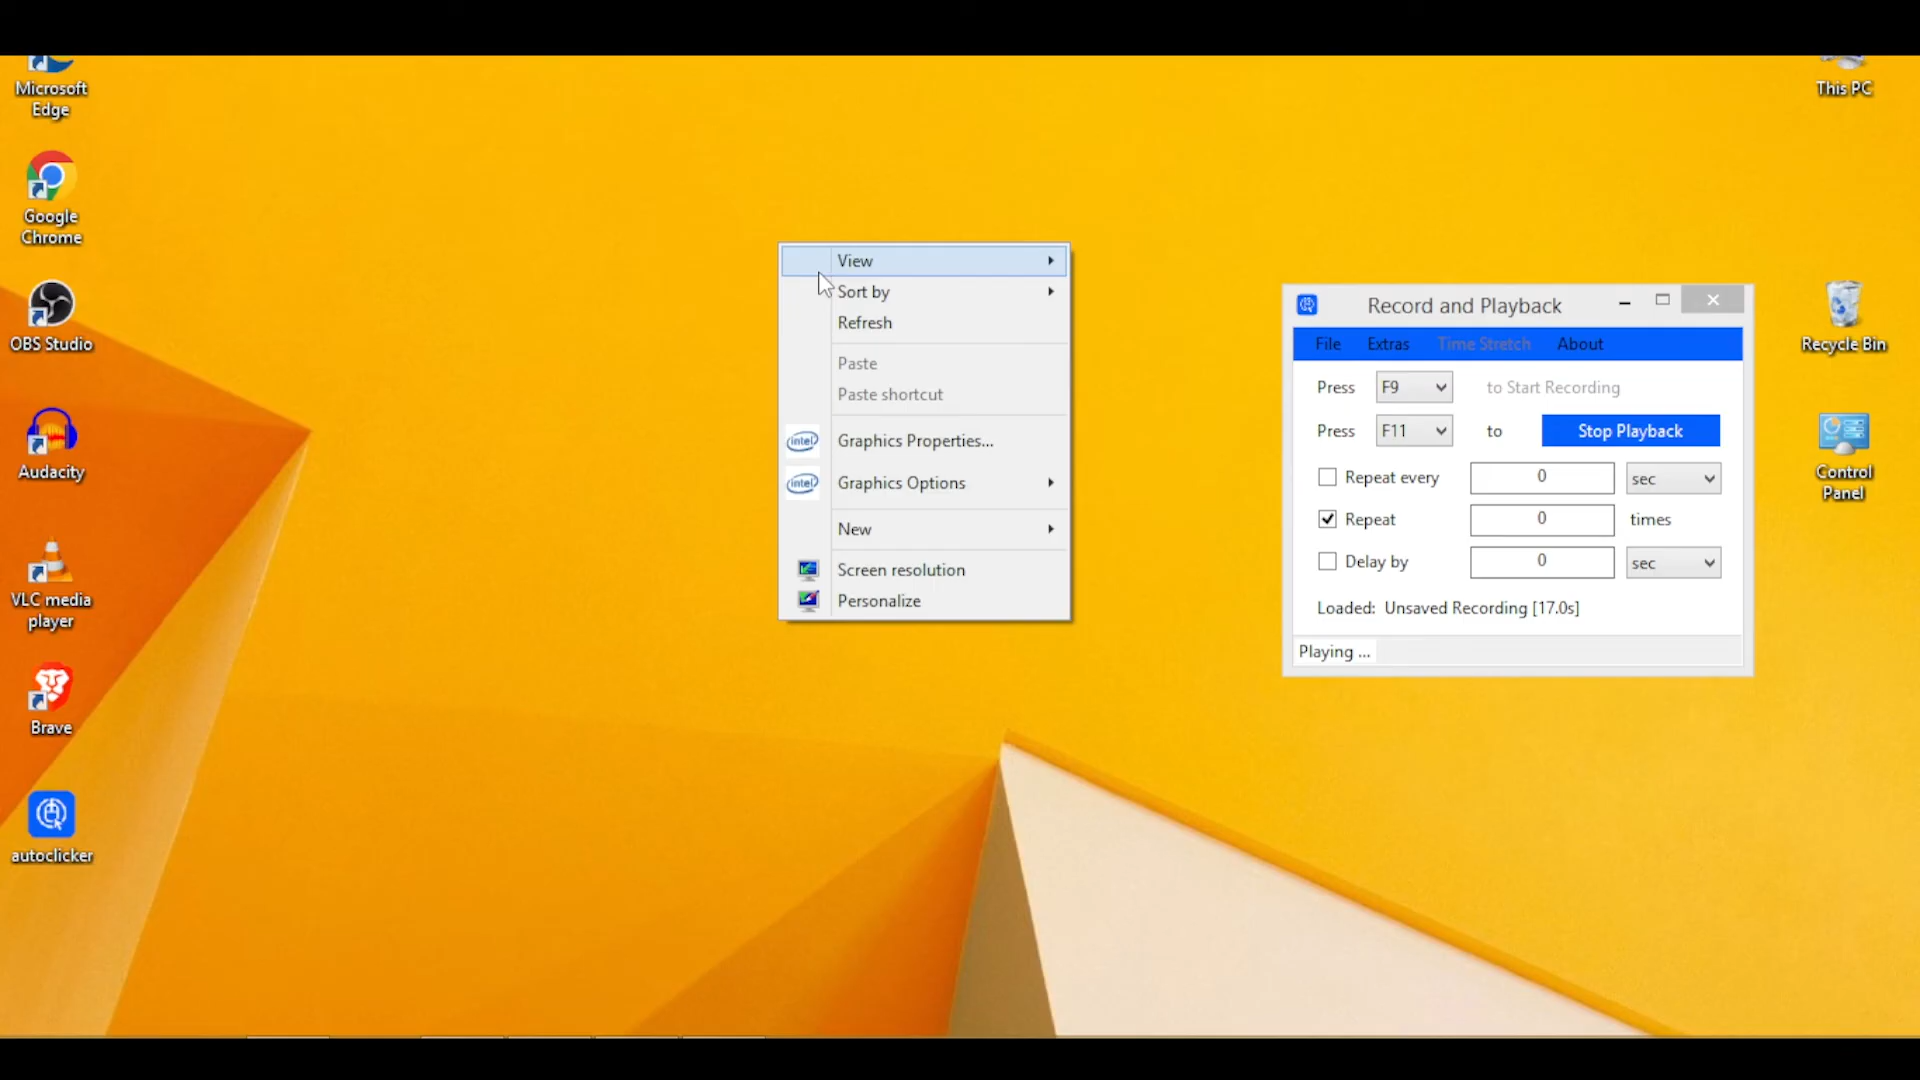 Microsoft
Edge
Google
Chrome
OBS Studio
Audacity
VLC media
player
Brave
autoclicker
View
Sort by
Refresh
Paste
Paste shortcut
intel Graphics Properties...
intel Graphics Options
New
Screen resolution
Personalize
Record and Playback
File Extras Time Stretch About
Press F9 to Start Recording
Press F11 to Stop Playback
Repeat every 0 sec
Repeat 0 times
Delay by 0 sec
Loaded: Unsaved Recording [17.0s]
Playing ...
This PC
Recycle Bin
Control
Panel